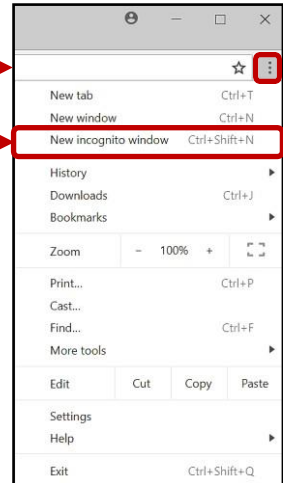 New tab Ctrl+T
New window Ctrl+N
New incognito window Ctrl+Shift+N
History
Downloads Ctrl+J
Bookmarks
Zoom - 100% +
Print... Ctrl+P
Cast...
Find... Ctrl+F
More tools
Edit Cut Copy Paste
Settings
Help
Exit Ctrl+Shift+Q